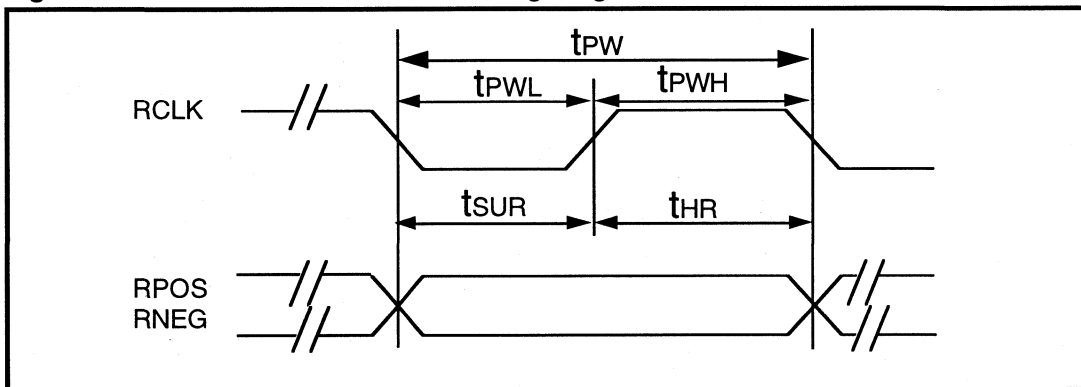 tPW
tPWL tPWH
RCLK
tSUR tHR
RPOS
RNEG